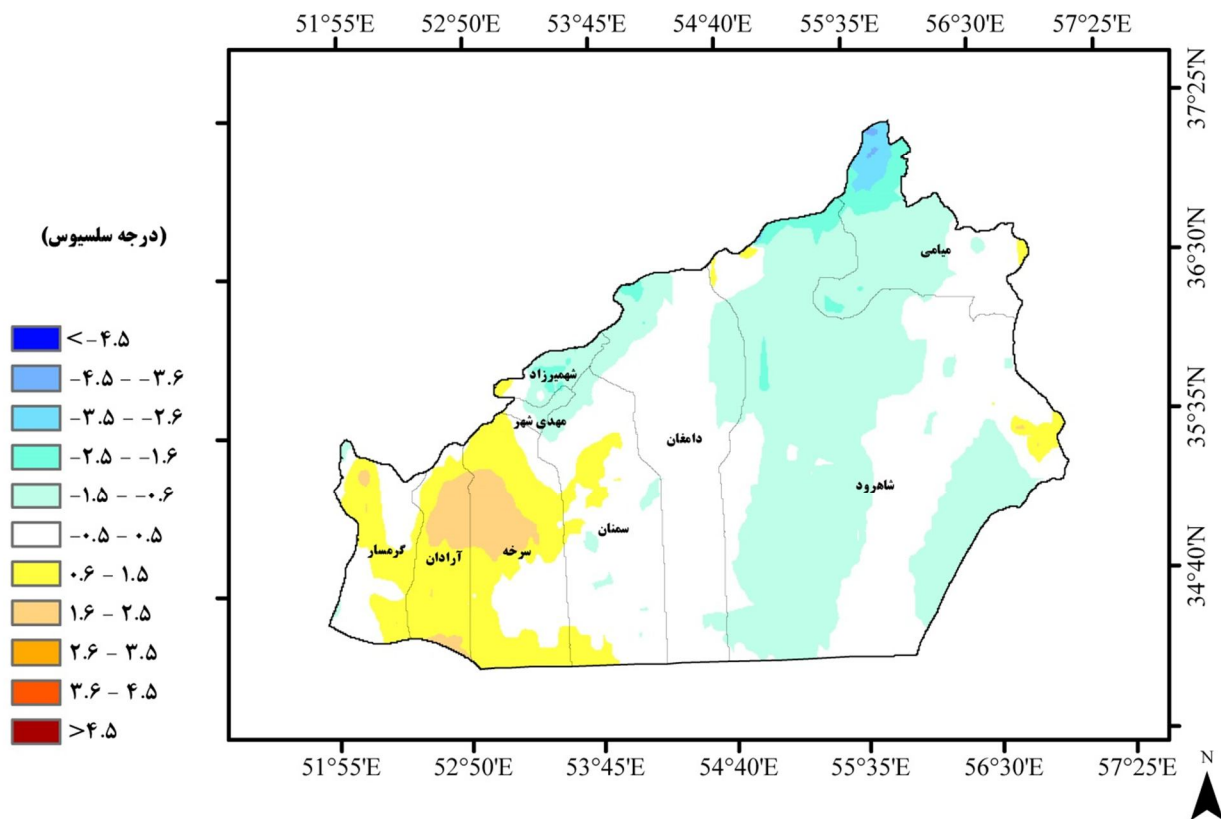 51°55'E 52°50'E 53°45'E 54°40'E 55°35'E 56°30'E 57°25'E
37°25'N
36°30'N
35°35'N
34°40'N
(درجه سلسیوس)
<-۴.۵
-۴.۵ - -۳.۶
-۳.۵ - -۲.۶
-۲.۵ - -۱.۶
-۱.۵ - -۰.۶
-۰.۵ - ۰.۵
۰.۶ - ۱.۵
۱.۶ - ۲.۵
۲.۶ - ۳.۵
۳.۶ - ۴.۵
>۴.۵
میامی
شهمیرزاد
مهدی شهر
دامغان
شاهرود
سمنان
سرخه
آرادان
گرمسار
51°55'E 52°50'E 53°45'E 54°40'E 55°35'E 56°30'E 57°25'E
N